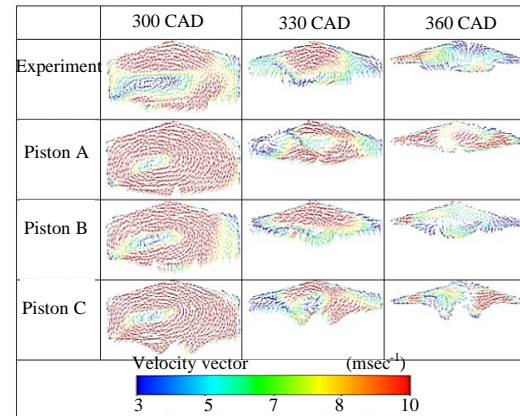 300 CAD 330 CAD 360 CAD
Experiment
Piston A
Piston B
Piston C
Velocity vector (msec-1)
3 5 7 8 10